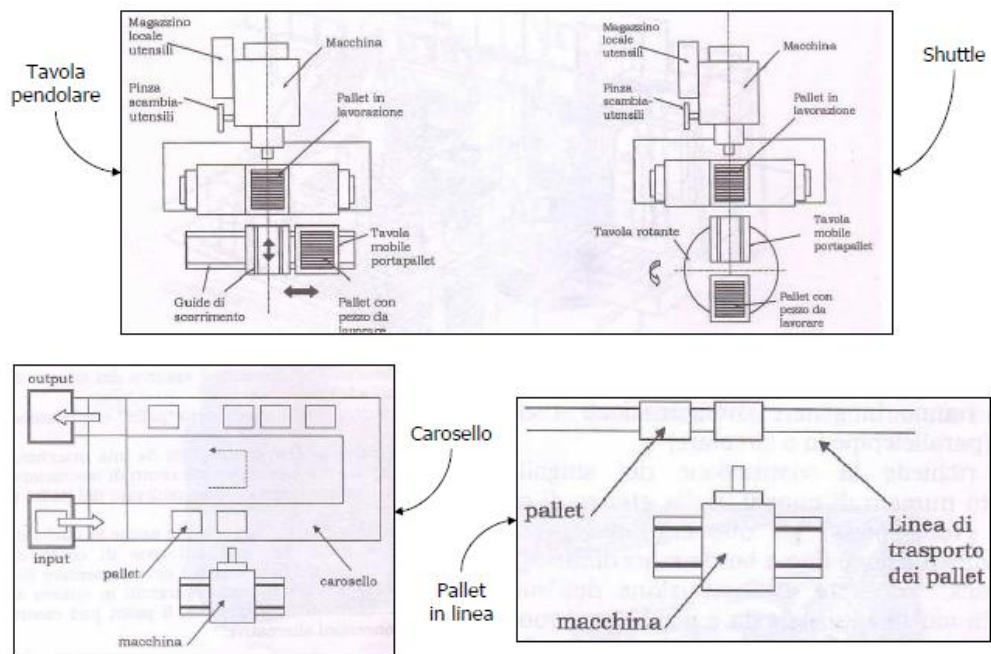 Tavola
pendolare
Magazzino
locale
utensili
Macchina
Pinza
scambia-
utensili
Pallet in
lavorazione
Tavola
mobile
portapallet
Guide di
scorrimento
Pallet con
pezzo da
lavorare
Magazzino
locale
utensili
Macchina
Pinza
scambia-
utensili
Pallet in
lavorazione
Tavola rotante
Tavola
mobile
portapallet
Pallet con
pezzo da
lavorare
Shuttle
output
input
pallet
carosello
macchina
Carosello
Pallet
in linea
pallet
macchina
Linea di
trasporto
dei pallet